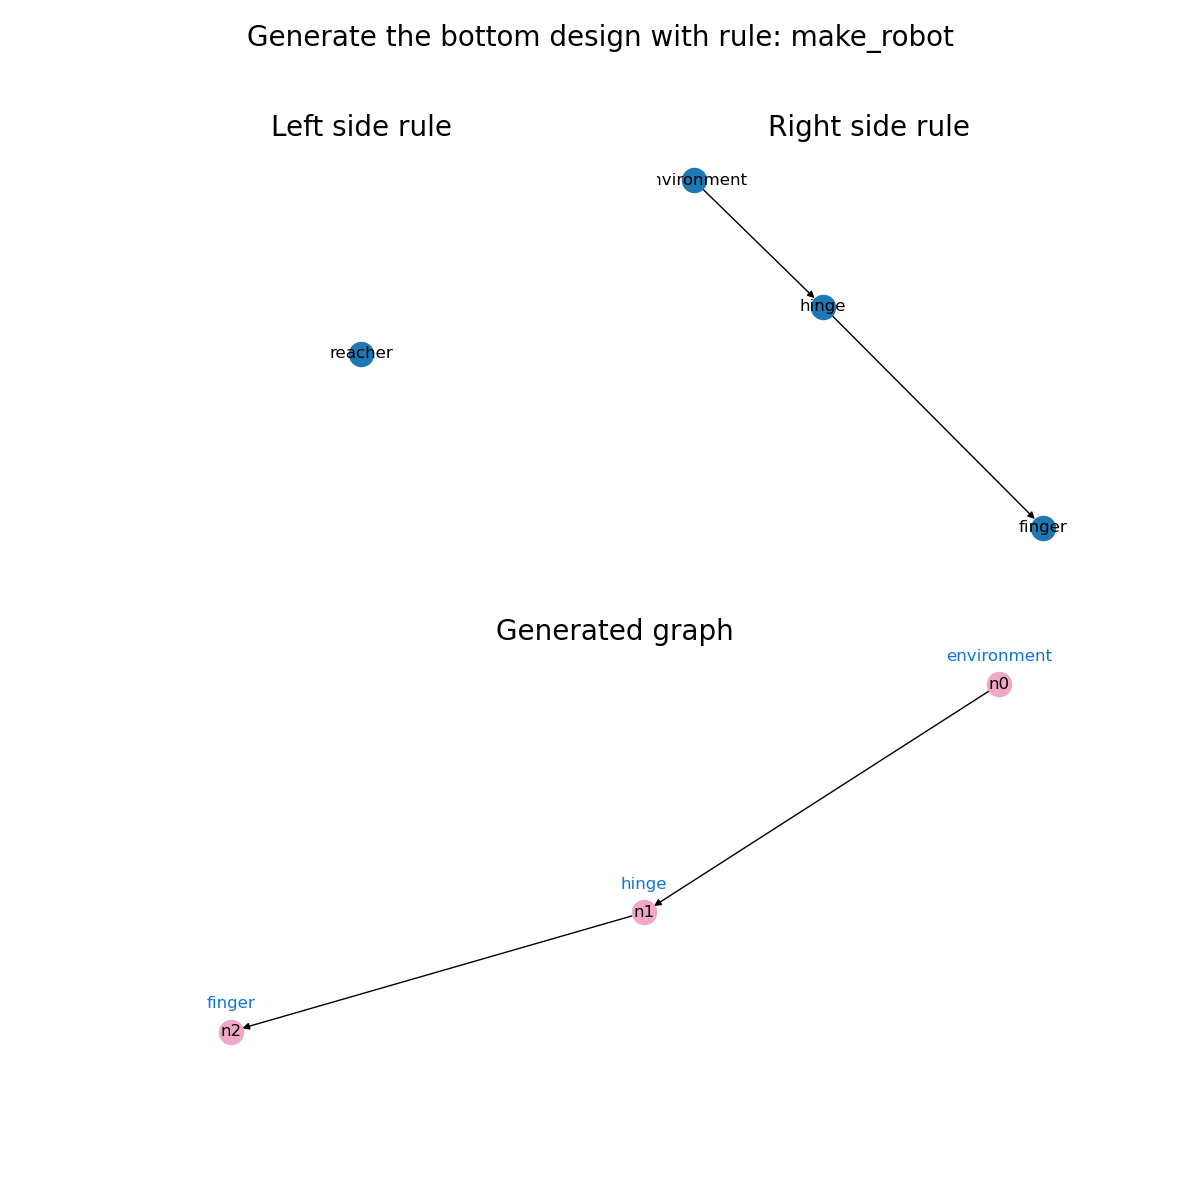 Generate the bottom design with rule: make_robot
Left side rule
Right side rule
nvironment
hinge
reacher
finger
Generated graph
environment
n0
hinge
n1
finger
n2